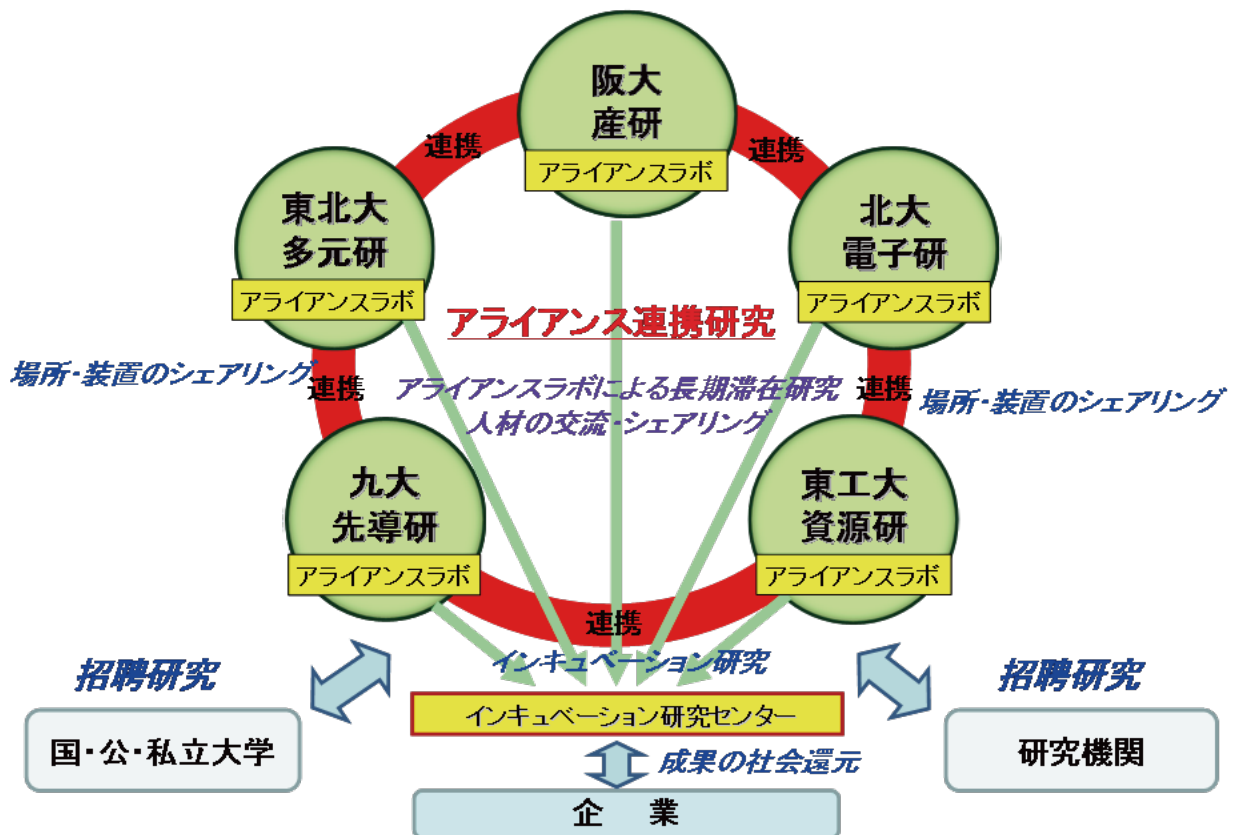 阪大
産研
アライアンスラボ
連携
連携
東北大
多元研
アライアンスラボ
北大
電子研
アライアンスラボ
アライアンス連携研究
場所・装置のシェアリング
連携
アライアンスラボによる長期滞在研究
人材の交流・シェアリング
連携
場所・装置のシェアリング
九大
先導研
アライアンスラボ
東工大
資源研
アライアンスラボ
連携
インキュベーション研究
招聘研究
招聘研究
インキュベーション研究センター
国・公・私立大学
研究機関
成果の社会還元
企 業